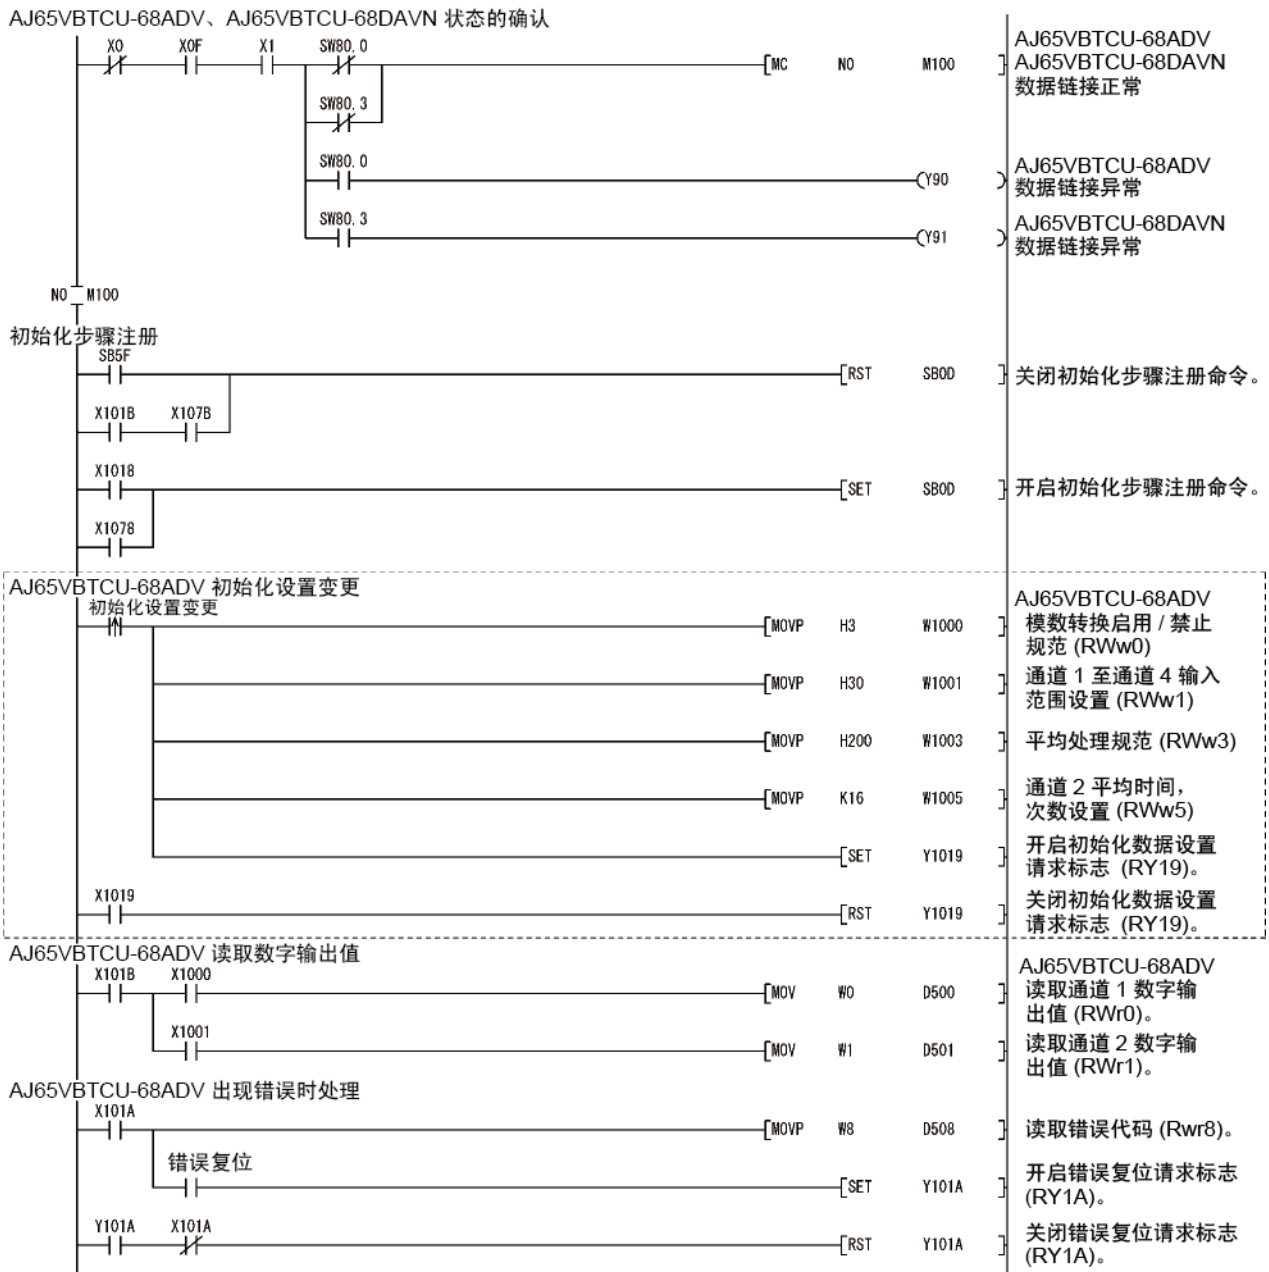 AJ65VBTCU-68ADV、AJ65VBTCU-68DAVN 状态的确认
X0 X0F X1 SW80.0
[MC N0 M100 ]
AJ65VBTCU-68ADV
AJ65VBTCU-68DAVN
数据链接正常
SW80.3
SW80.0
(Y90 )
AJ65VBTCU-68ADV
数据链接异常
SW80.3
(Y91 )
AJ65VBTCU-68DAVN
数据链接异常
N0 M100
初始化步骤注册
SB5F
[RST SB0D ]
关闭初始化步骤注册命令。
X101B X107B
X1018
[SET SB0D ]
开启初始化步骤注册命令。
X1078
AJ65VBTCU-68ADV 初始化设置变更
初始化设置变更
[MOVP H3 W1000 ]
AJ65VBTCU-68ADV
模数转换启用 / 禁止
规范 (RWw0)
[MOVP H30 W1001 ]
通道 1 至通道 4 输入
范围设置 (RWw1)
[MOVP H200 W1003 ]
平均处理规范 (RWw3)
[MOVP K16 W1005 ]
通道 2 平均时间，
次数设置 (RWw5)
[SET Y1019 ]
开启初始化数据设置
请求标志 (RY19)。
X1019
[RST Y1019 ]
关闭初始化数据设置
请求标志 (RY19)。
AJ65VBTCU-68ADV 读取数字输出值
X101B X1000
[MOV W0 D500 ]
AJ65VBTCU-68ADV
读取通道 1 数字输
出值 (RWr0)。
X1001
[MOV W1 D501 ]
读取通道 2 数字输
出值 (RWr1)。
AJ65VBTCU-68ADV 出现错误时处理
X101A
[MOVP W8 D508 ]
读取错误代码 (Rwr8)。
错误复位
[SET Y101A ]
开启错误复位请求标志
(RY1A)。
Y101A X101A
[RST Y101A ]
关闭错误复位请求标志
(RY1A)。